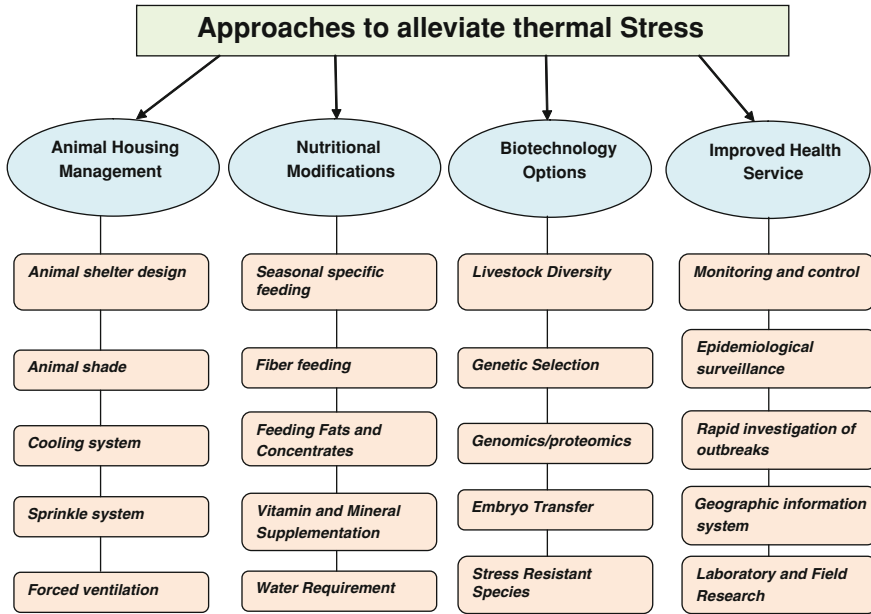 Approaches to alleviate thermal Stress
Animal Housing
Management
Animal shelter design
Animal shade
Cooling system
Sprinkle system
Forced ventilation
Nutritional
Modifications
Seasonal specific
feeding
Fiber feeding
Feeding Fats and
Concentrates
Vitamin and Mineral
Supplementation
Water Requirement
Biotechnology
Options
Livestock Diversity
Genetic Selection
Genomics/proteomics
Embryo Transfer
Stress Resistant
Species
Improved Health
Service
Monitoring and control
Epidemiological
surveillance
Rapid investigation of
outbreaks
Geographic information
system
Laboratory and Field
Research